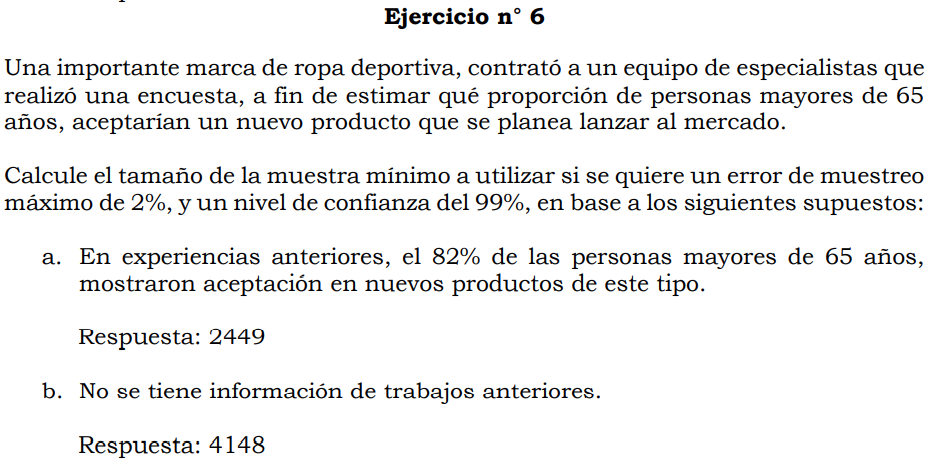 Ejercicio n° 6
Una importante marca de ropa deportiva, contrató a un equipo de especialistas que
realizó una encuesta, a fin de estimar qué proporción de personas mayores de 65
años, aceptarían un nuevo producto que se planea lanzar al mercado.
Calcule el tamaño de la muestra mínimo a utilizar si se quiere un error de muestreo
máximo de 2%, y un nivel de confianza del 99%, en base a los siguientes supuestos:
a. En experiencias anteriores, el 82% de las personas mayores de 65 años,
mostraron aceptación en nuevos productos de este tipo.
Respuesta: 2449
b. No se tiene información de trabajos anteriores.
Respuesta: 4148